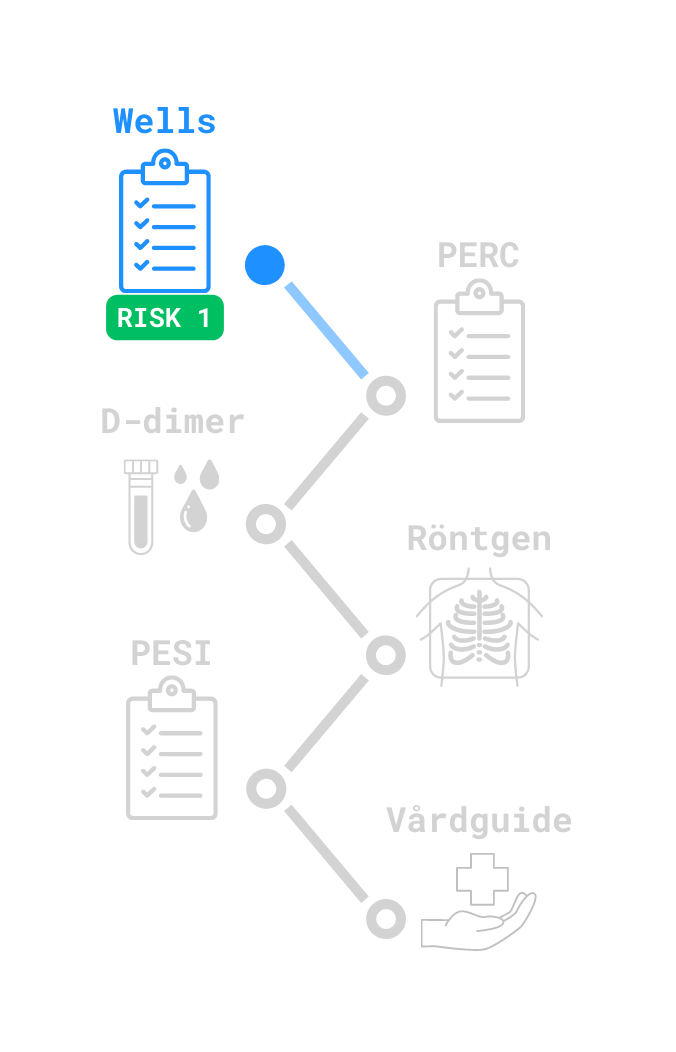 Wells
RISK 1
PERC
D-dimer
Röntgen
PESI
Vårdguide